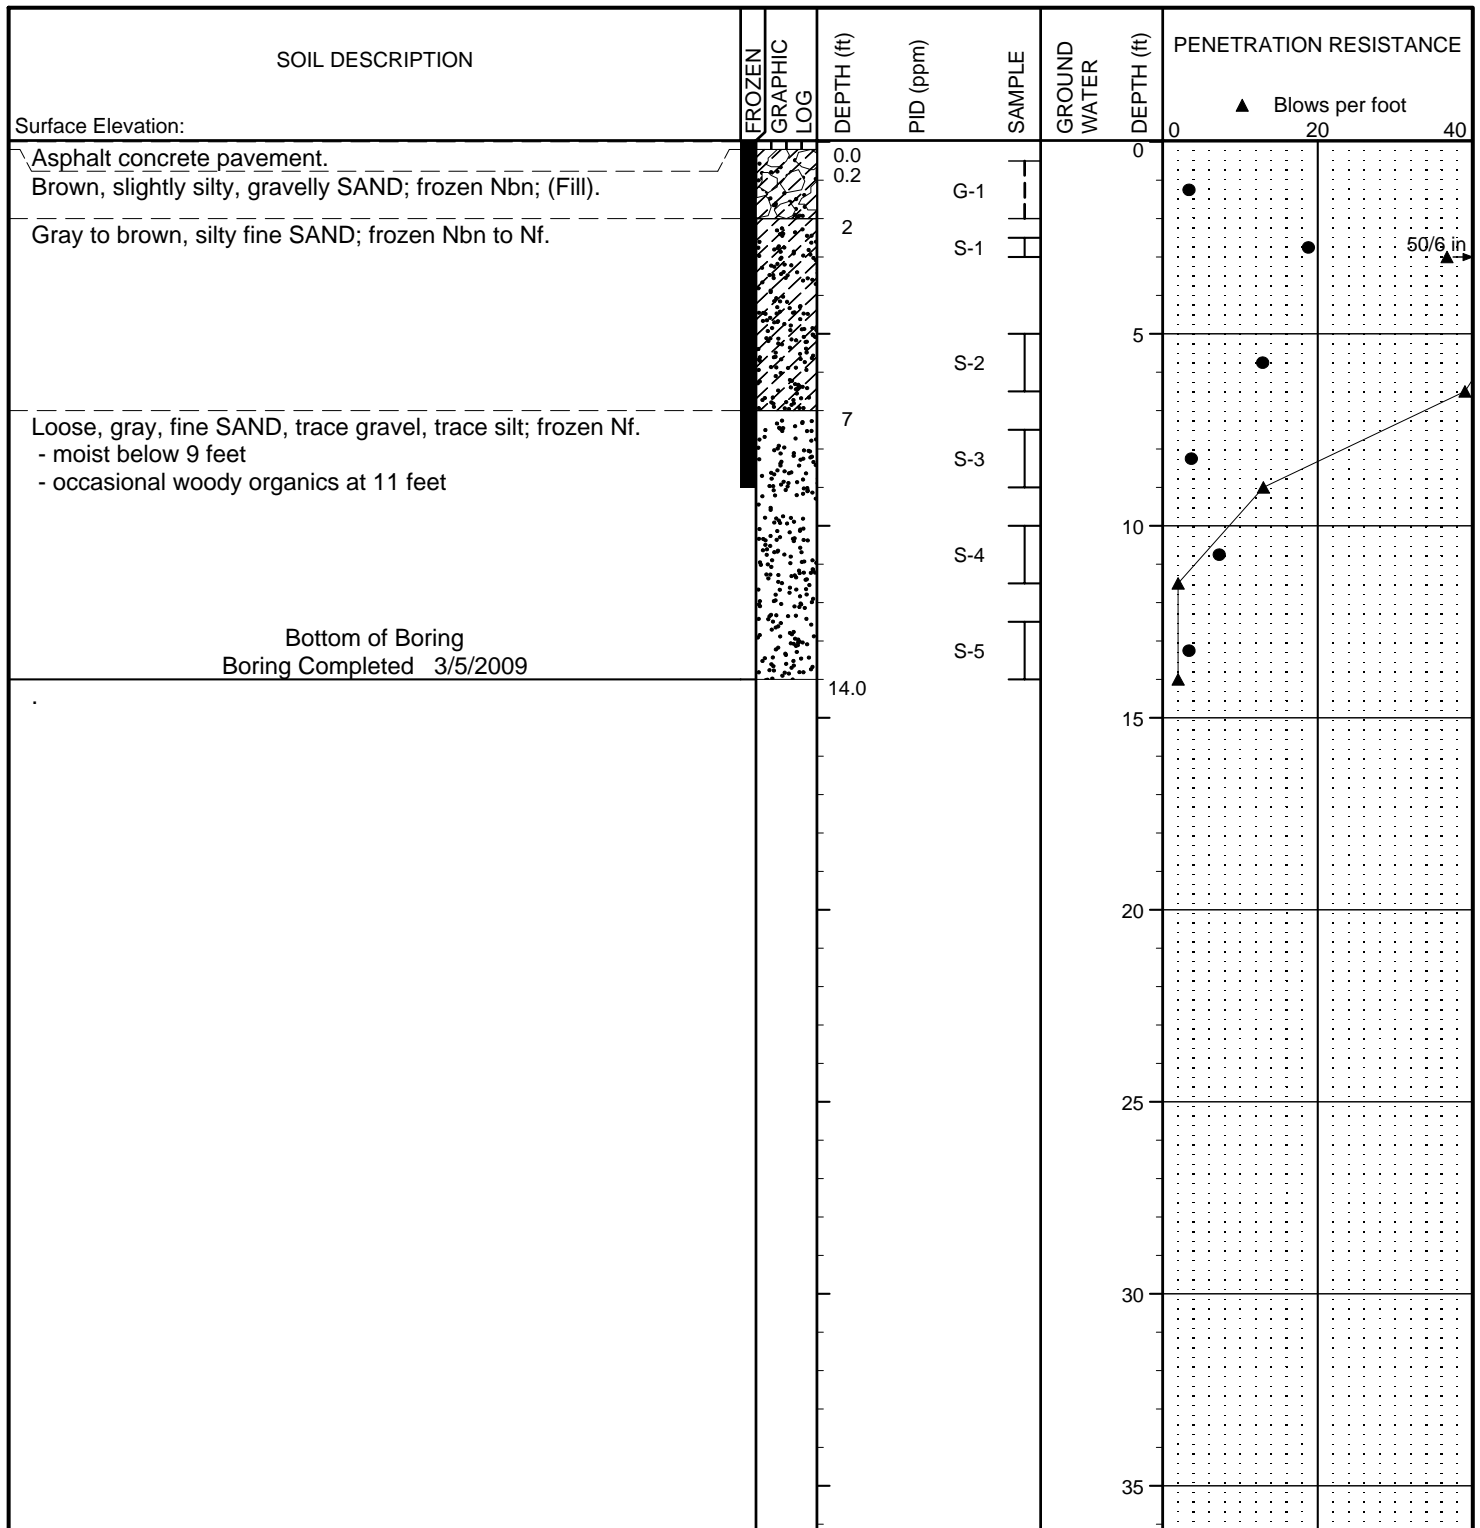 SOIL DESCRIPTION
Surface Elevation:
FROZEN
GRAPHIC
LOG
DEPTH (ft)
PID (ppm)
SAMPLE
GROUND
WATER
DEPTH (ft)
PENETRATION RESISTANCE
▲ Blows per foot
0 20 40
Asphalt concrete pavement.
0.0
0
Brown, slightly silty, gravelly SAND; frozen Nbn; (Fill).
0.2
G-1
Gray to brown, silty fine SAND; frozen Nbn to Nf.
2
S-1
50/6 in
5
S-2
Loose, gray, fine SAND, trace gravel, trace silt; frozen Nf.
7
- moist below 9 feet
S-3
- occasional woody organics at 11 feet
10
S-4
Bottom of Boring
S-5
Boring Completed 3/5/2009
14.0
.
15
20
25
30
35